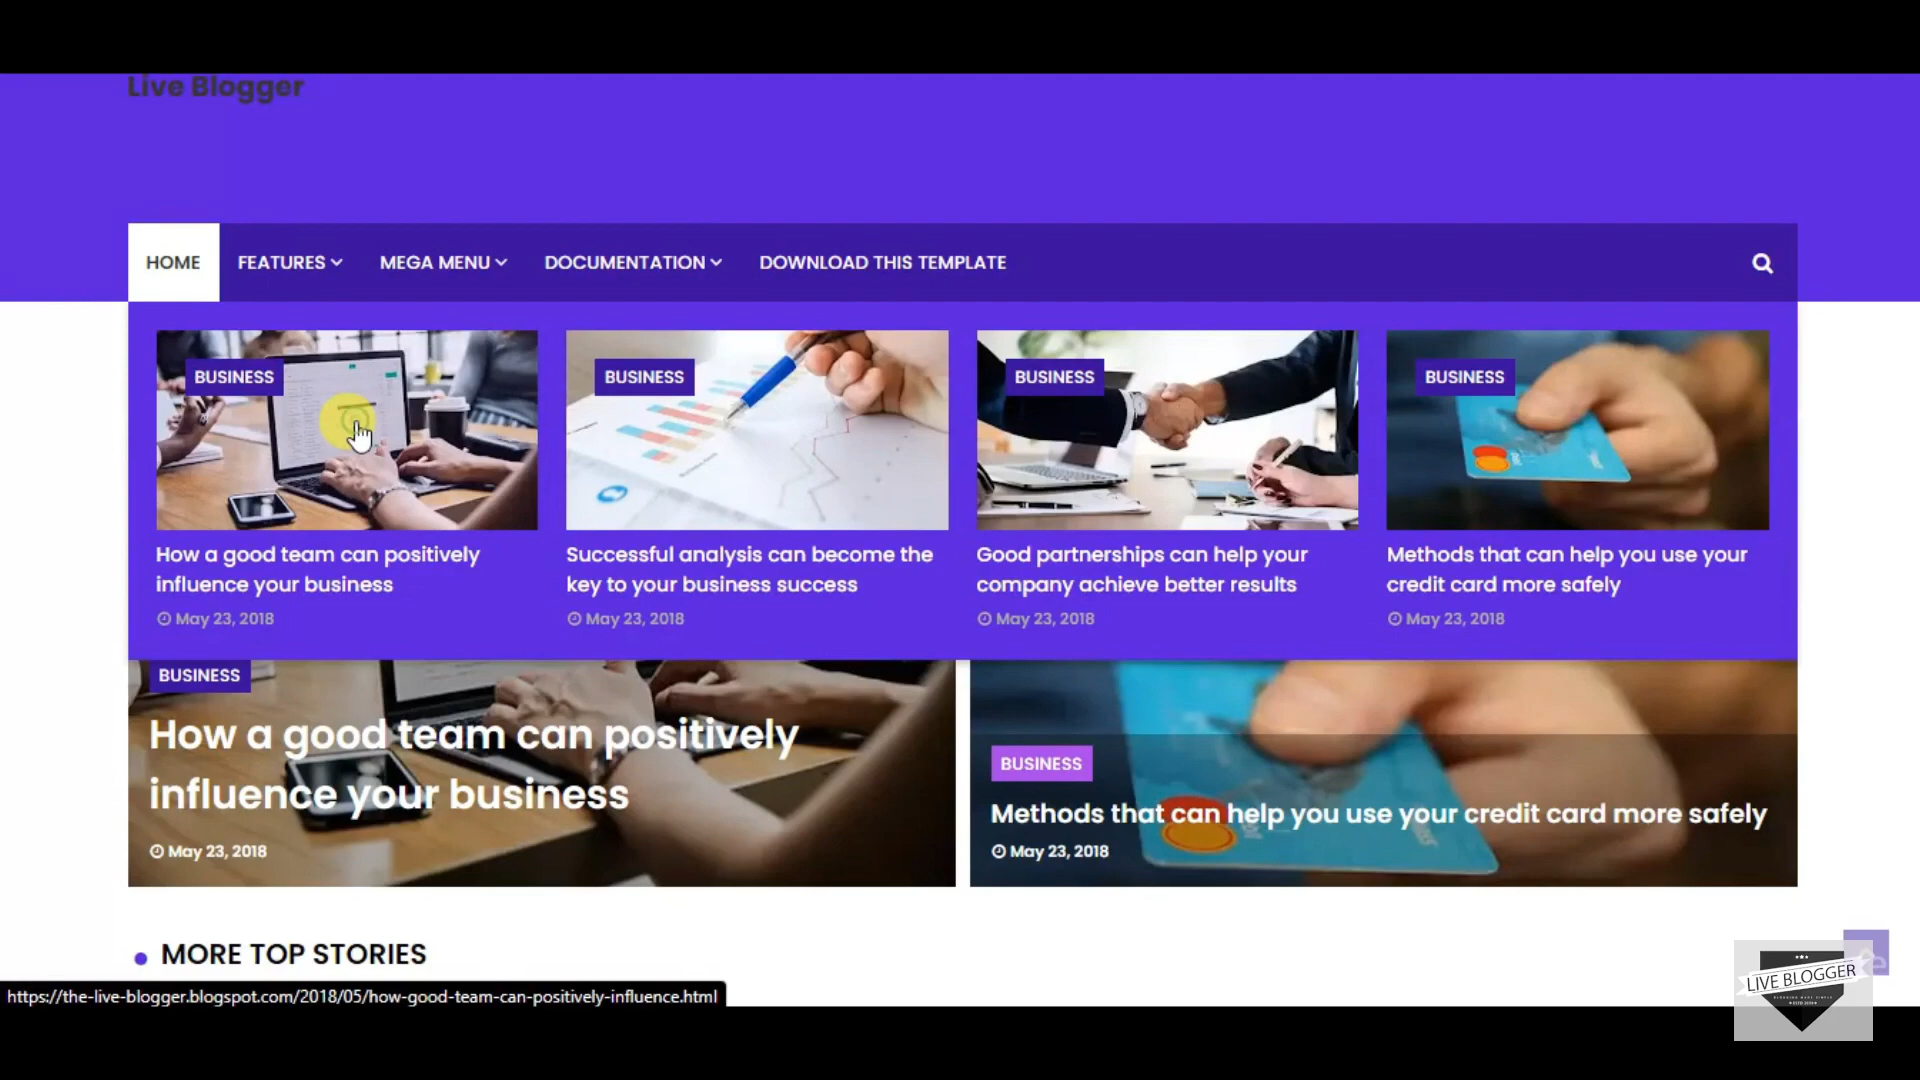 Live Blogger
HOME FEATURES MEGA MENU DOCUMENTATION DOWNLOAD THIS TEMPLATE
BUSINESS BUSINESS BUSINESS BUSINESS
How a good team can positively
influence your business
May 23, 2018
Successful analysis can become the
key to your business success
May 23, 2018
Good partnerships can help your
company achieve better results
May 23, 2018
Methods that can help you use your
credit card more safely
May 23, 2018
BUSINESS
How a good team can positively
influence your business
May 23, 2018
BUSINESS
Methods that can help you use your credit card more safely
May 23, 2018
MORE TOP STORIES
https://the-live-blogger.blogspot.com/2018/05/how-good-team-can-positively-influence.html
LIVE BLOGGER